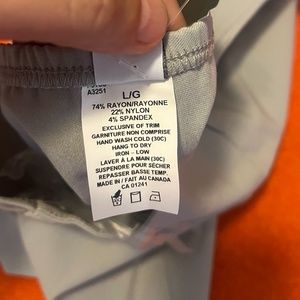 A3251
L/G
74% RAYON/RAYONNE
22% NYLON
4% SPANDEX
EXCLUSIVE OF TRIM
GARNITURE NON COMPRISE
HAND WASH COLD (30C)
HANG TO DRY
IRON - LOW
LAVER À LA MAIN (30C)
SUSPENDRE POUR SÉCHER
REPASSER BASSE TEMP.
MADE IN / FAIT AU CANADA
CA 01241